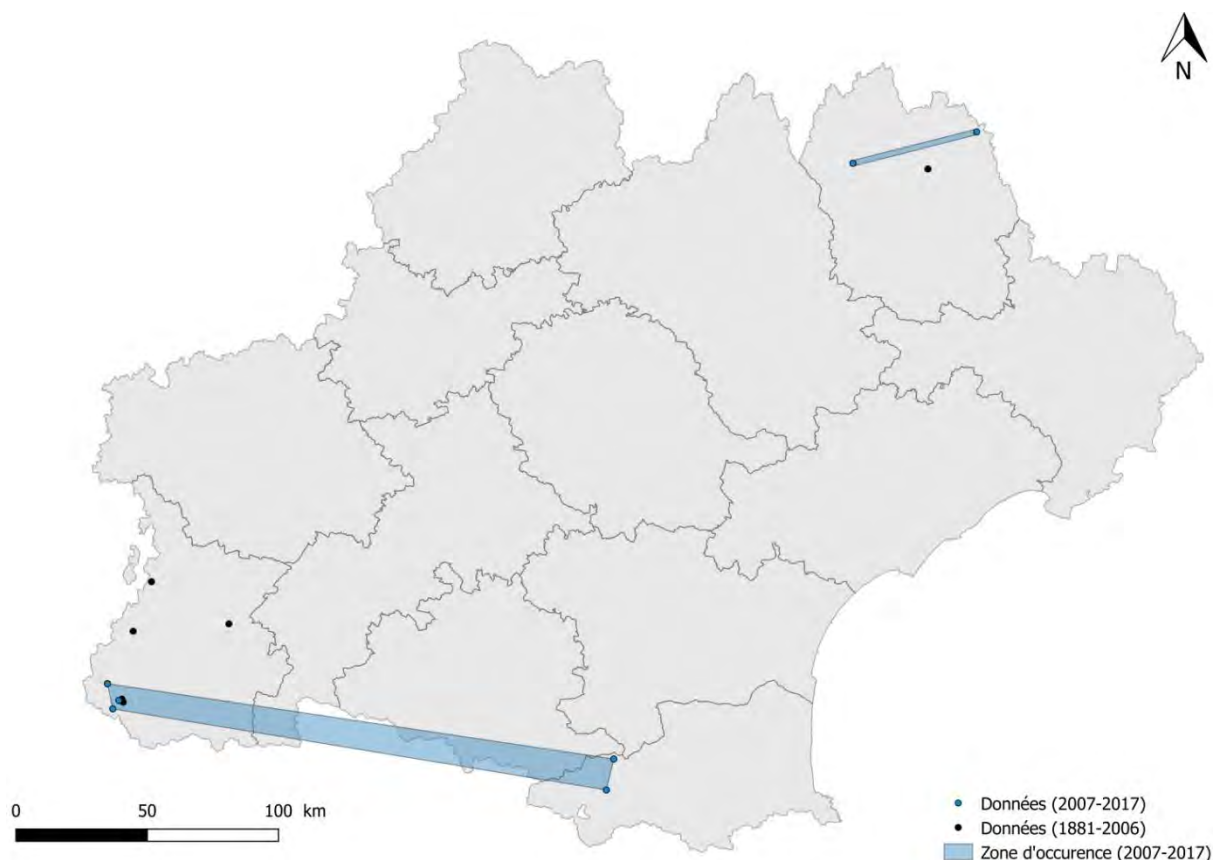 N
0 50 100 km
Données (2007-2017)
Données (1881-2006)
Zone d'occurence (2007-2017)